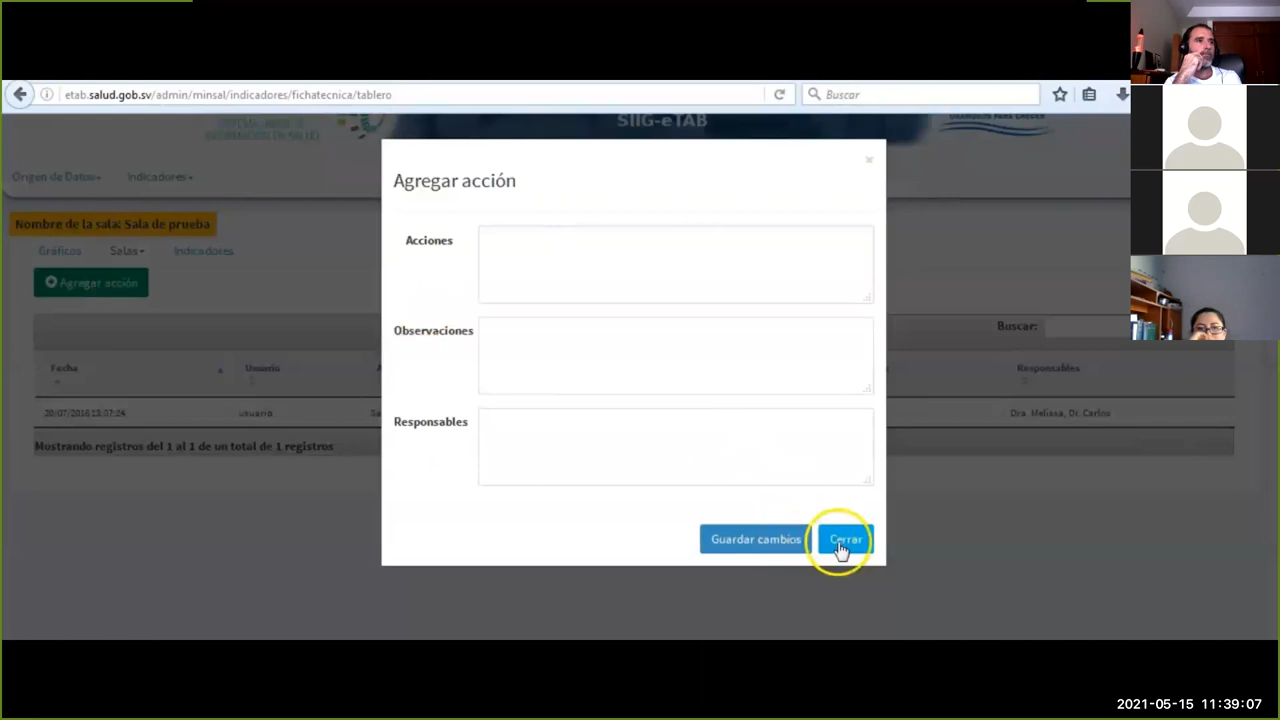 etab.salud.gob.sv/admin/minsal/indicadores/fichatecnica/tablero
Buscar
SIIG-eTAB
Agregar acción
Origen de Datos
Indicadores
Nombre de la sala: Sala de prueba
Acciones
Gráficos Salas Indicadores
Agregar acción
Observaciones
Buscar:
Fecha Usuario Responsables
20/07/2016 usuario Dra. Melissa, Dr. Carlos
Responsables
Mostrando registros del 1 al 1 de un total de 1 registros
Guardar cambios Cerrar
2021-05-15 11:39:07